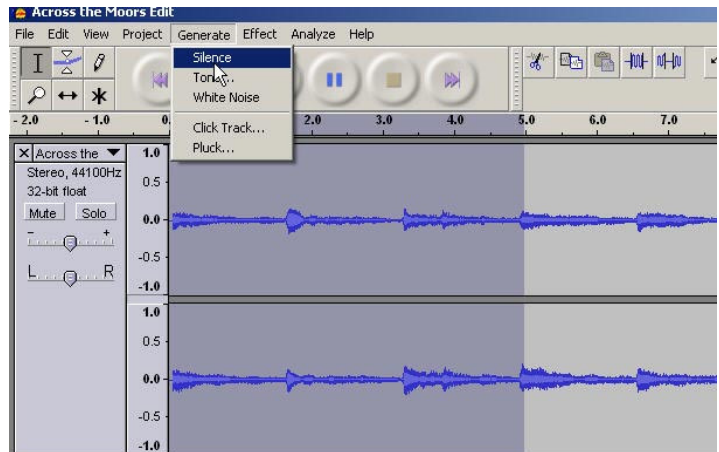 Across the Moors Edit
File Edit View Project Generate Effect Analyze Help
Silence
White Noise
Click Track...
Pluck...
- 2.0 - 1.0 2.0 3.0 4.0 5.0 6.0 7.0
Across the
Stereo, 44100Hz
32-bit float
Mute Solo
- +
L R
1.0
0.5
0.0
-0.5
-1.0
1.0
0.5
0.0
-0.5
-1.0